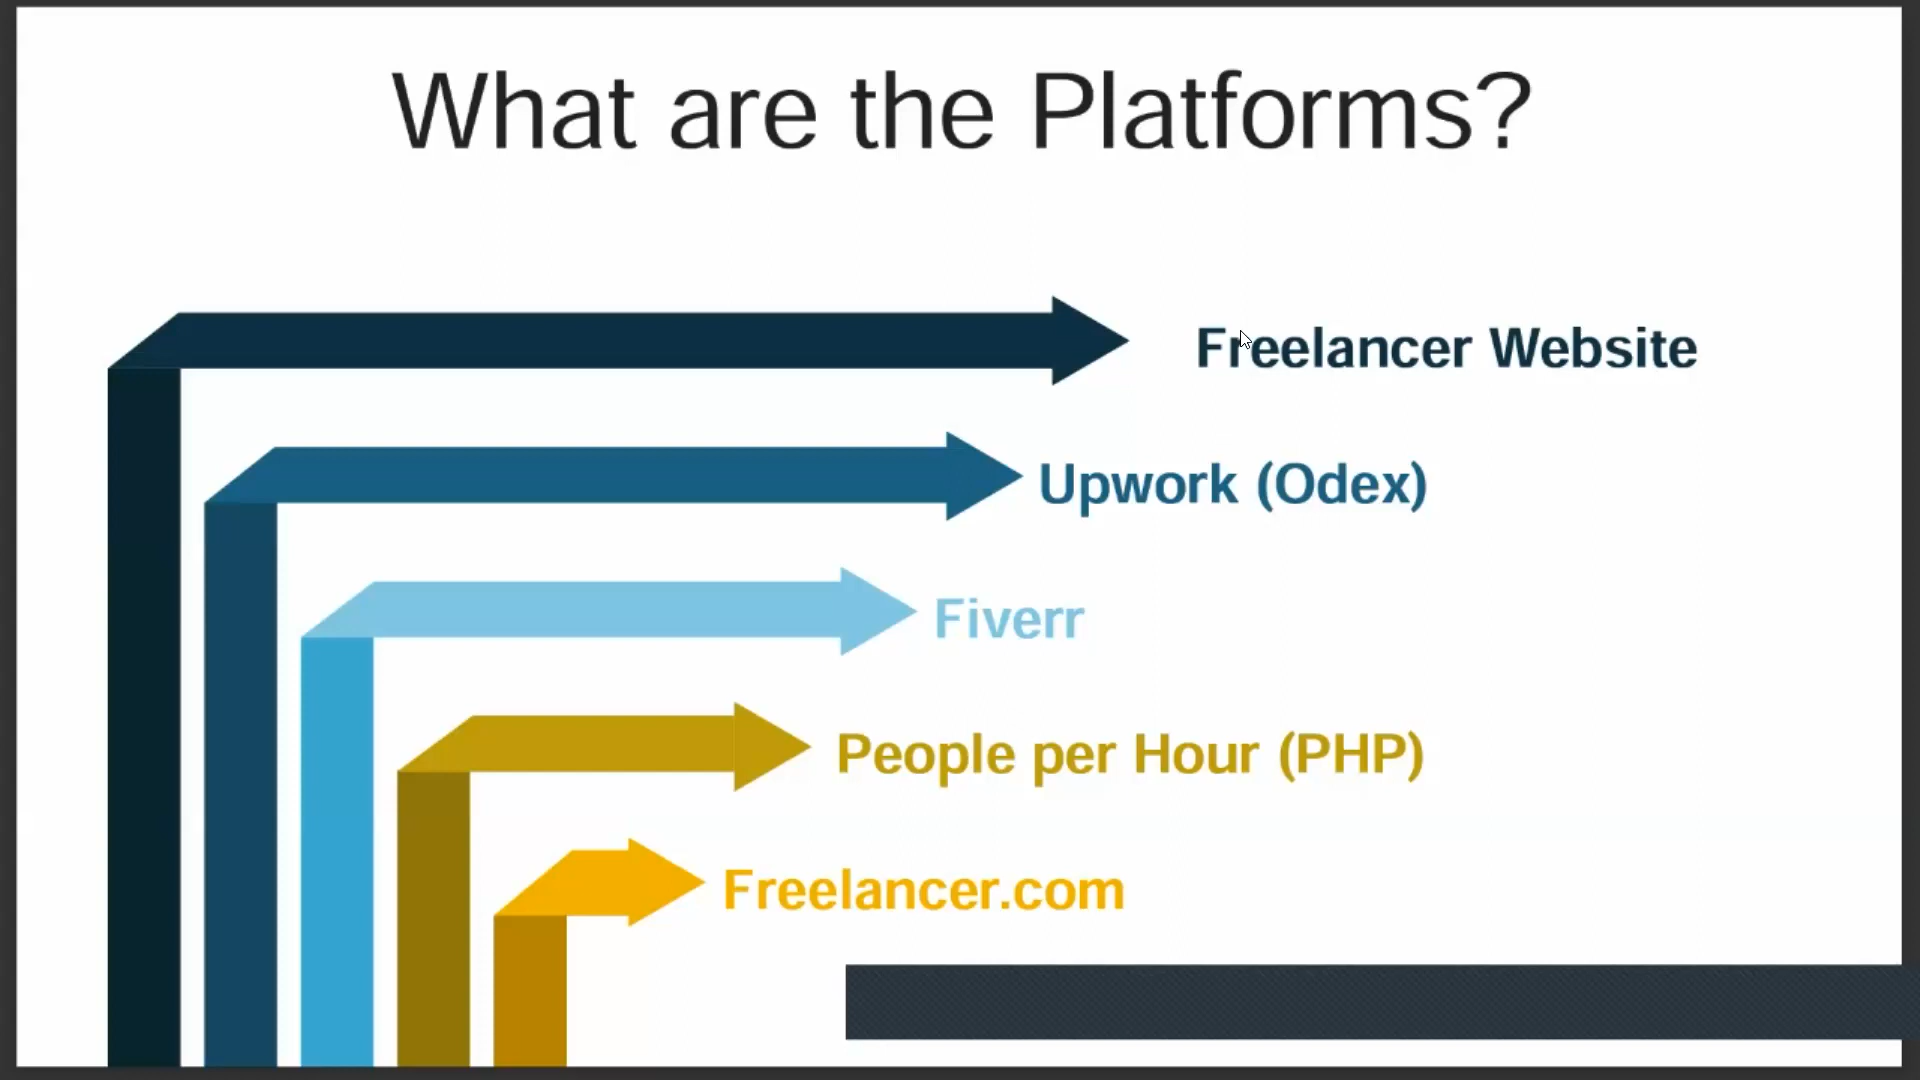 What are the Platforms?
Freelancer Website
Upwork (Odex)
Fiverr
People per Hour (PHP)
Freelancer.com